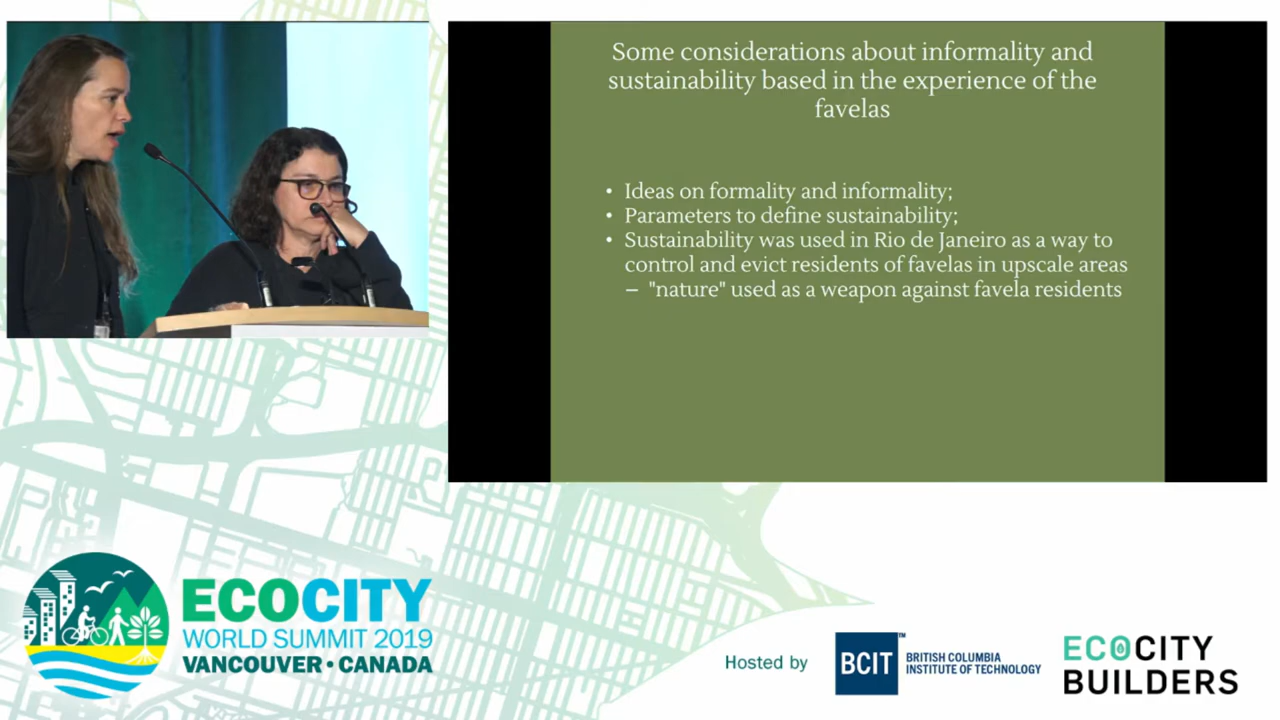 Some considerations about informality and
sustainability based in the experience of the
favelas
• Ideas on formality and informality;
• Parameters to define sustainability;
• Sustainability was used in Rio de Janeiro as a way to
control and evict residents of favelas in upscale areas
– "nature" used as a weapon against favela residents
ECOCITY
WORLD SUMMIT 2019
VANCOUVER • CANADA
Hosted by
BCIT™
BRITISH COLUMBIA
INSTITUTE OF TECHNOLOGY
ECOCITY
BUILDERS